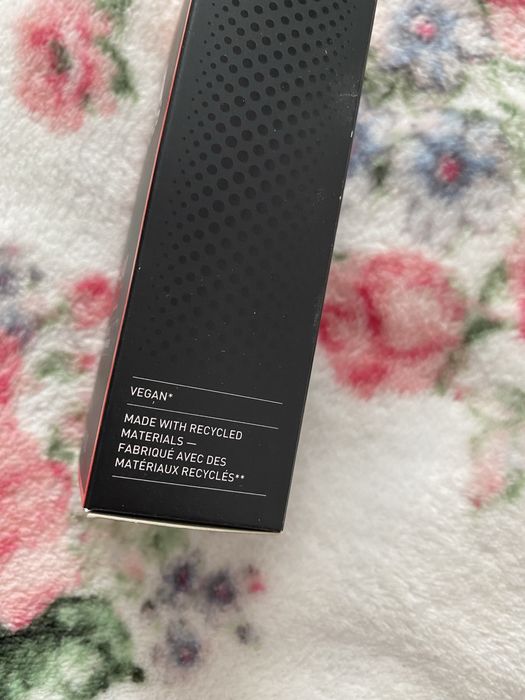 VEGAN*
MADE WITH RECYCLED
MATERIALS —
FABRIQUÉ AVEC DES
MATÉRIAUX RECYCLÉS**